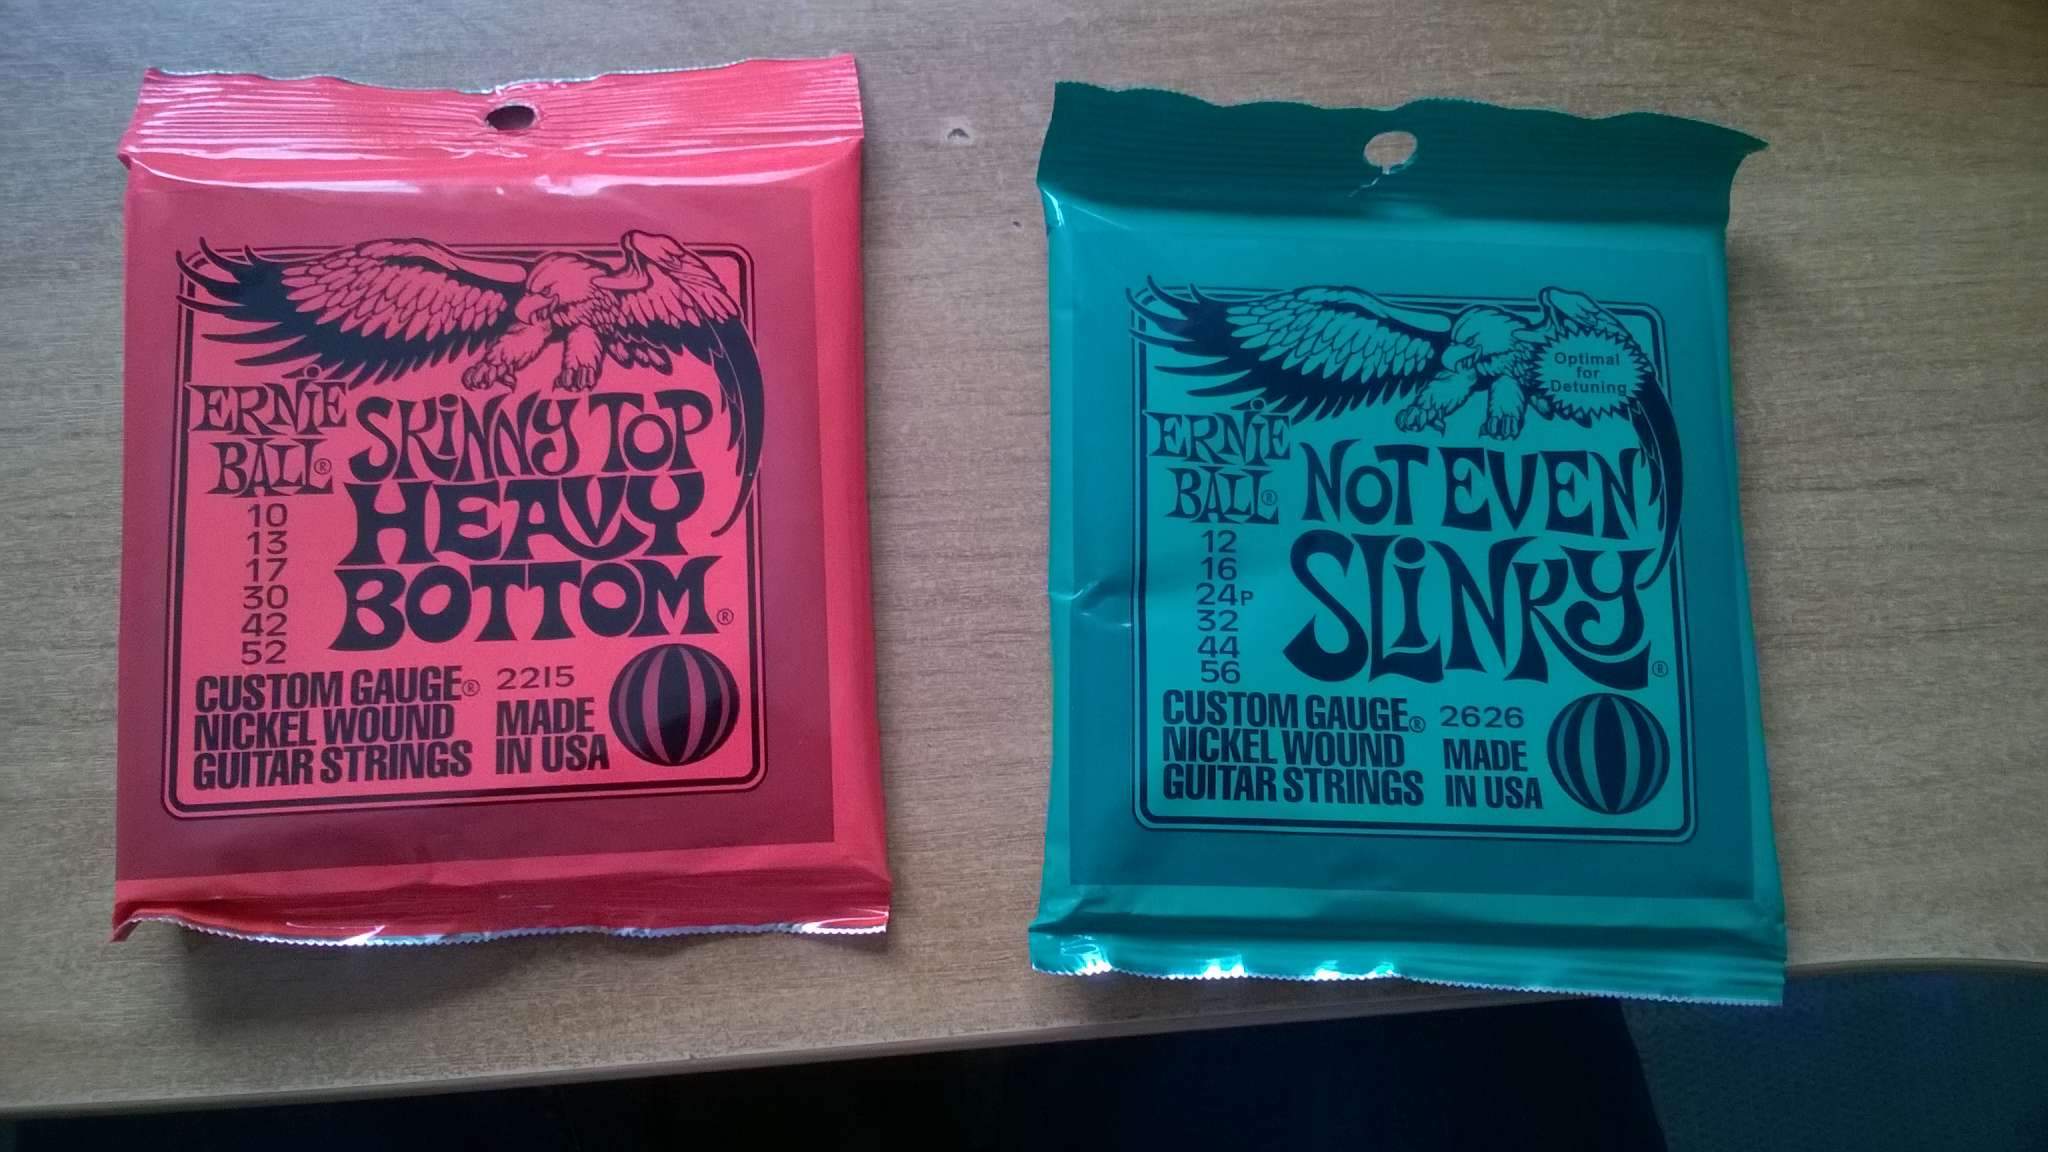 ERNiE
BALL®
SKiNNY TOP
HEAVY
BOTTOM®
10
13
17
30
42
52
CUSTOM GAUGE®
NICKEL WOUND
GUITAR STRINGS
2215
MADE
IN USA
Optimal
for
Detuning
ERNiE
BALL®
NOT EVEN
SLiNKY®
12
16
24P
32
44
56
CUSTOM GAUGE®
NICKEL WOUND
GUITAR STRINGS
2626
MADE
IN USA